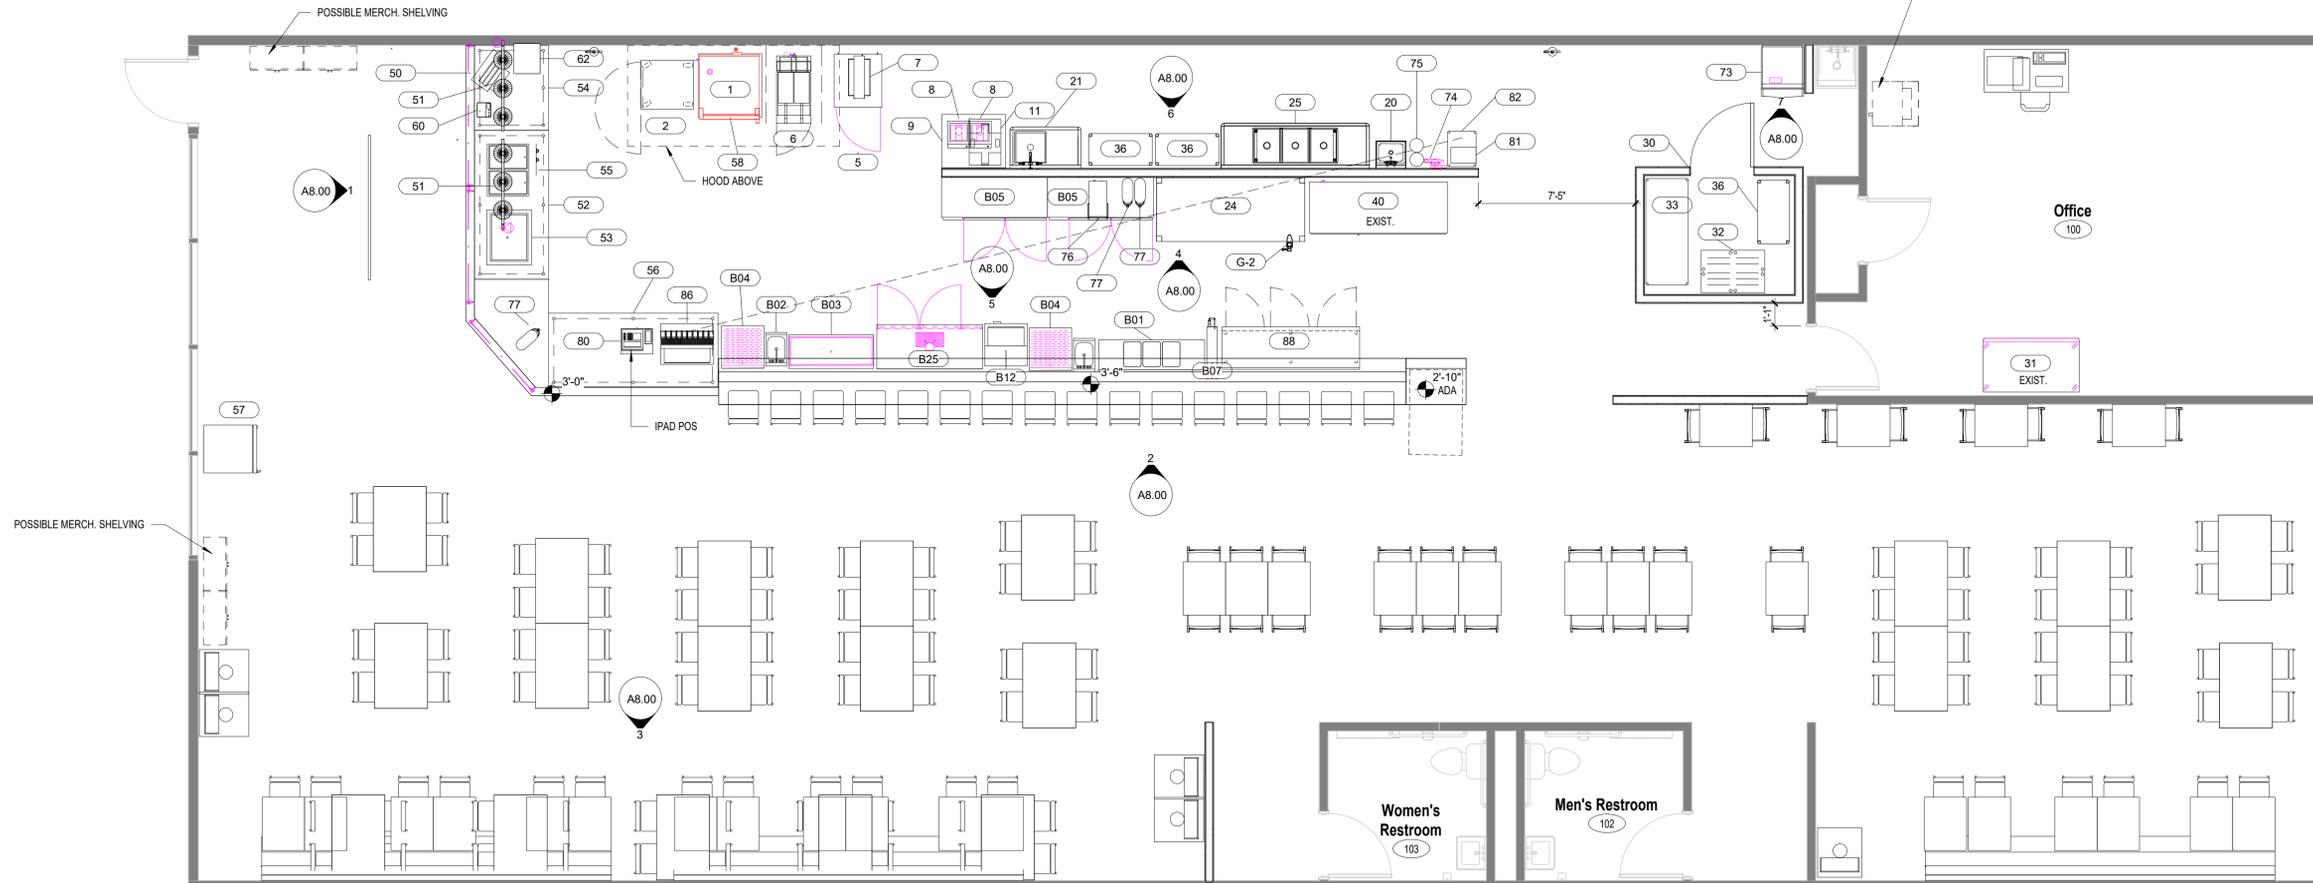 POSSIBLE MERCH. SHELVING
50
62
54
51
60
51
55
52
53
2
1
58
6
7
5
HOOD ABOVE
8
8
9
11
21
A8.00
6
36
36
25
20
75
74
82
81
73
7
A8.00
30
33
36
32
7'-5"
1'-1"
Office
100
31
EXIST.
A8.00
1
B05
B05
24
40
EXIST.
76
77
77
G-2
A8.00
5
4
A8.00
77
56
86
80
B04
B02
B03
B25
B12
B04
B01
B07
88
3'-0"
3'-6"
2'-10"
ADA
IPAD POS
57
2
A8.00
POSSIBLE MERCH. SHELVING
A8.00
3
Women's
Restroom
103
Men's Restroom
102